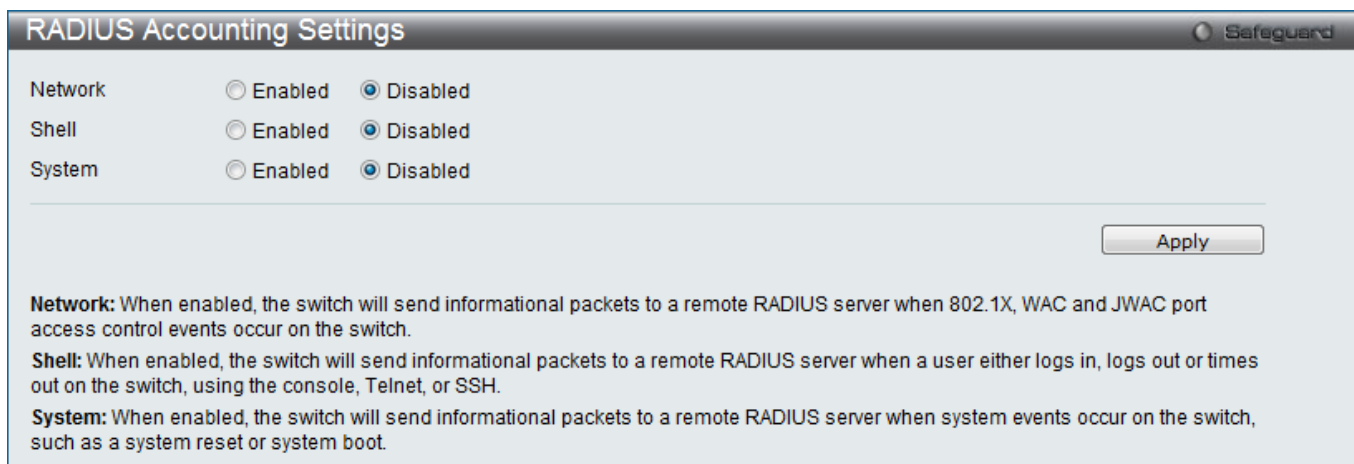 RADIUS Accounting Settings
Safeguard
Network Enabled Disabled
Shell Enabled Disabled
System Enabled Disabled
Apply
Network: When enabled, the switch will send informational packets to a remote RADIUS server when 802.1X, WAC and JWAC port
access control events occur on the switch.
Shell: When enabled, the switch will send informational packets to a remote RADIUS server when a user either logs in, logs out or times
out on the switch, using the console, Telnet, or SSH.
System: When enabled, the switch will send informational packets to a remote RADIUS server when system events occur on the switch,
such as a system reset or system boot.